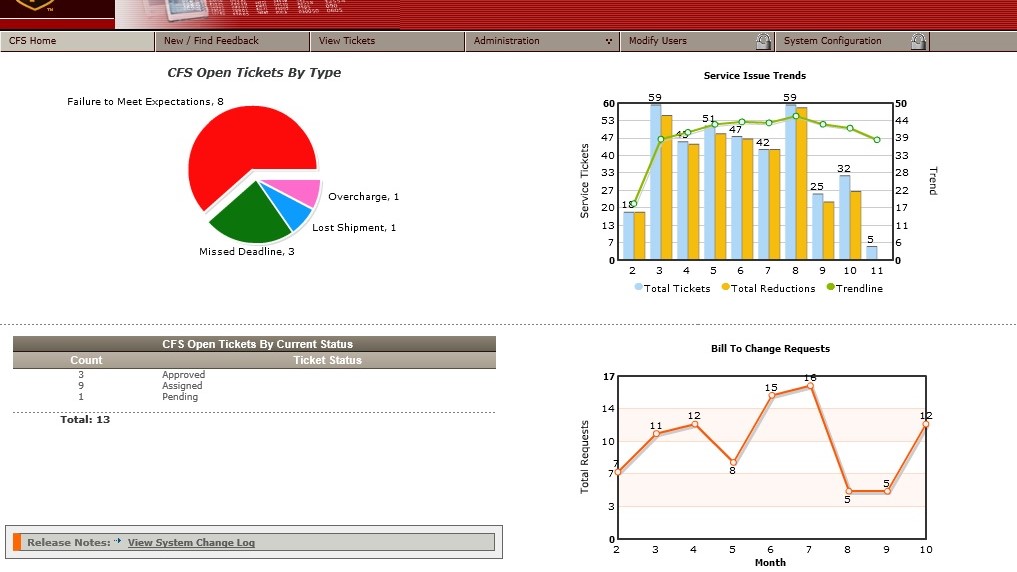 CFS Home
New / Find Feedback
View Tickets
Administration
Modify Users
System Configuration
CFS Open Tickets By Type
Failure to Meet Expectations, 8
Overcharge, 1
Lost Shipment, 1
Missed Deadline, 3
Service Issue Trends
Service Tickets
60
53
47
40
33
27
20
13
7
0
18
59
45
51
47
42
59
25
32
5
50
44
39
33
28
22
17
11
6
0
Trend
2 3 4 5 6 7 8 9 10 11
Total Tickets Total Reductions Trendline
CFS Open Tickets By Current Status
Count Ticket Status
3 Approved
9 Assigned
1 Pending
Total: 13
Release Notes: View System Change Log
Bill To Change Requests
Total Requests
17
14
10
7
3
0
7
11
12
8
15
16
5
5
12
2 3 4 5 6 7 8 9 10
Month